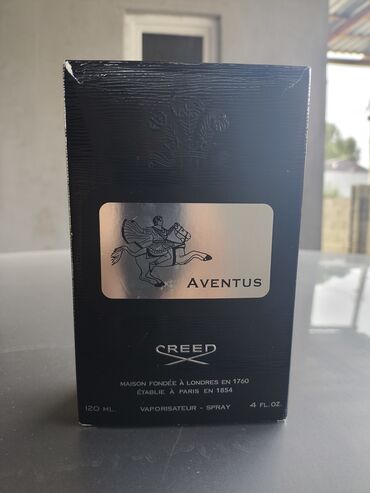 AVENTUS
CREED
MAISON FONDÉE À LONDRES EN 1760
ÉTABLIE À PARIS EN 1854
120 ML. VAPORISATEUR - SPRAY 4 FL. OZ.